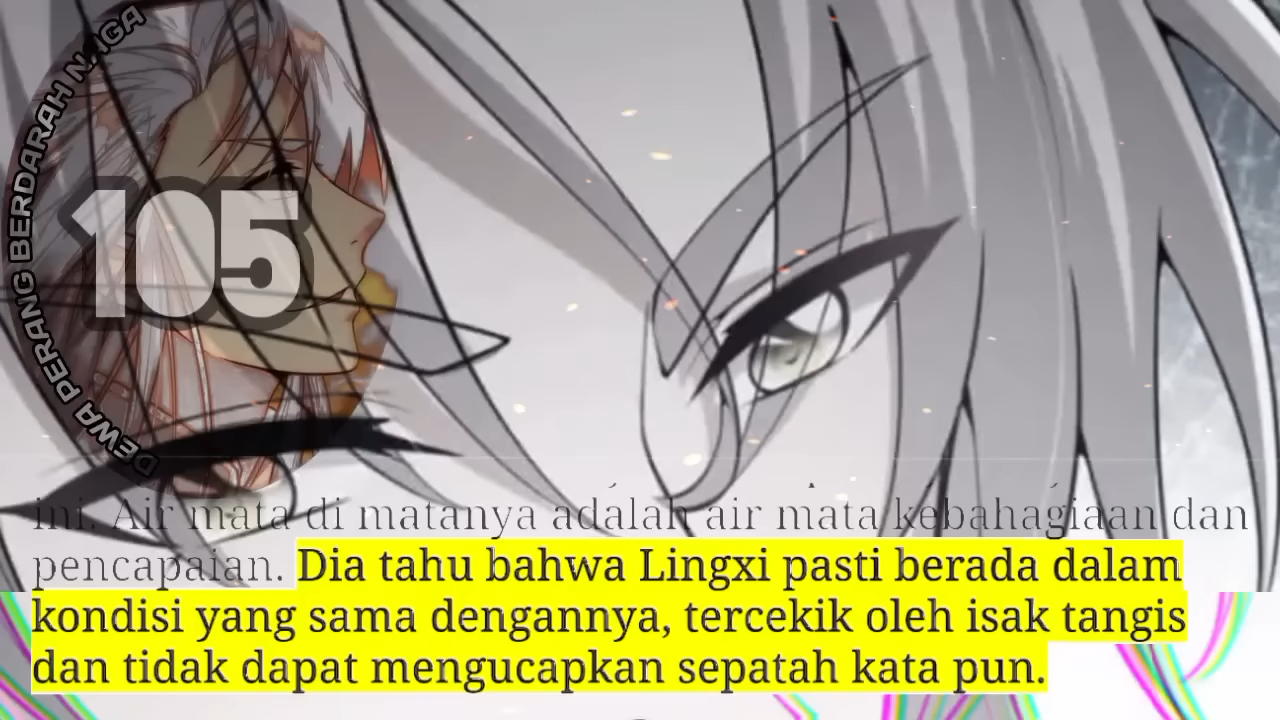 DEWA PERANG BERDARAH NAGA
105
ini. Air mata di matanya adalah air mata kebahagiaan dan
pencapaian. Dia tahu bahwa Lingxi pasti berada dalam
kondisi yang sama dengannya, tercekik oleh isak tangis
dan tidak dapat mengucapkan sepatah kata pun.